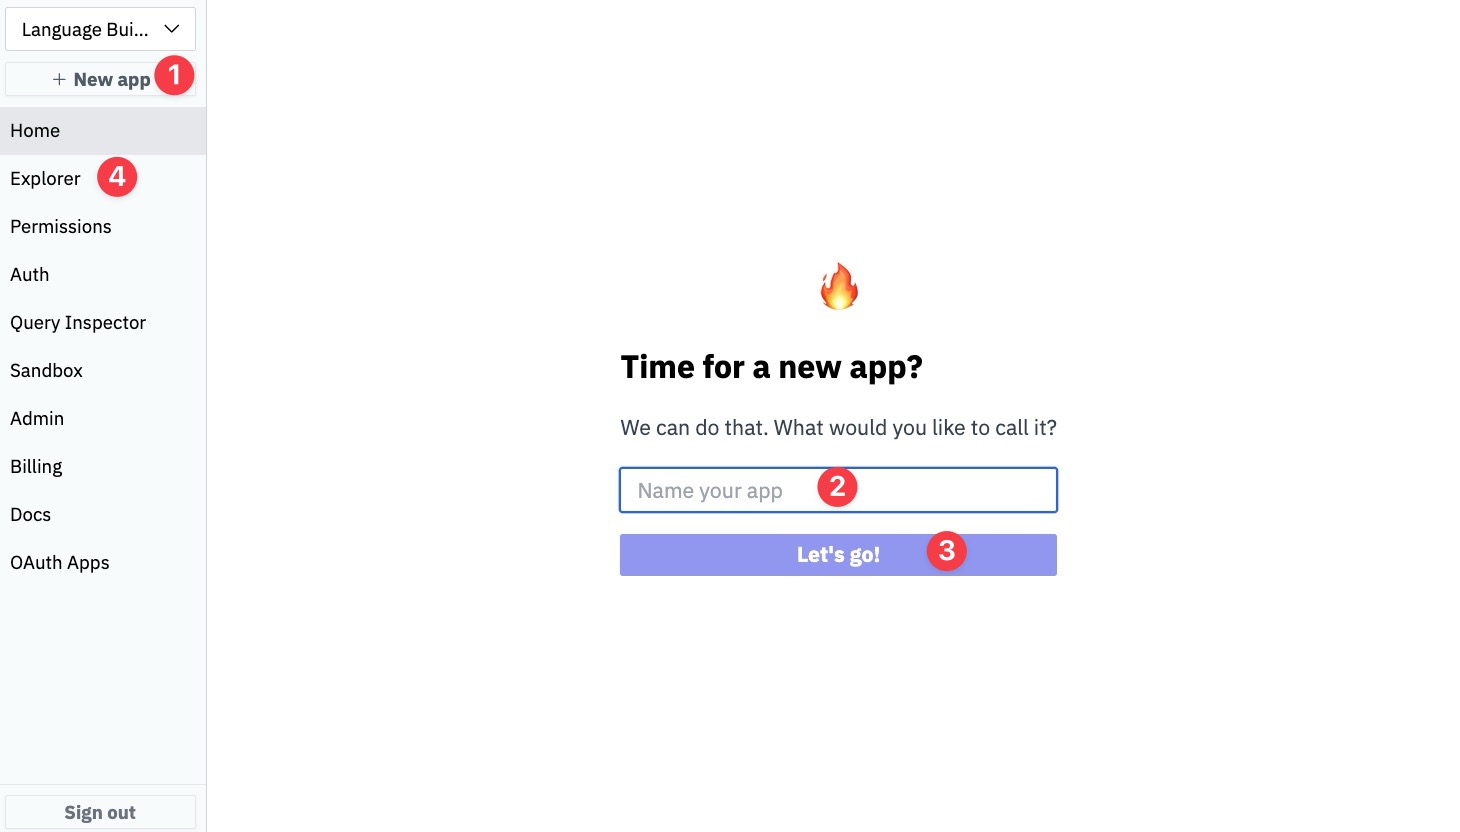 Language Bui...
+ New app 1
Home
Explorer 4
Permissions
Auth
Query Inspector
Sandbox
Admin
Billing
Docs
OAuth Apps
Sign out
Time for a new app?
We can do that. What would you like to call it?
Name your app 2
Let's go! 3